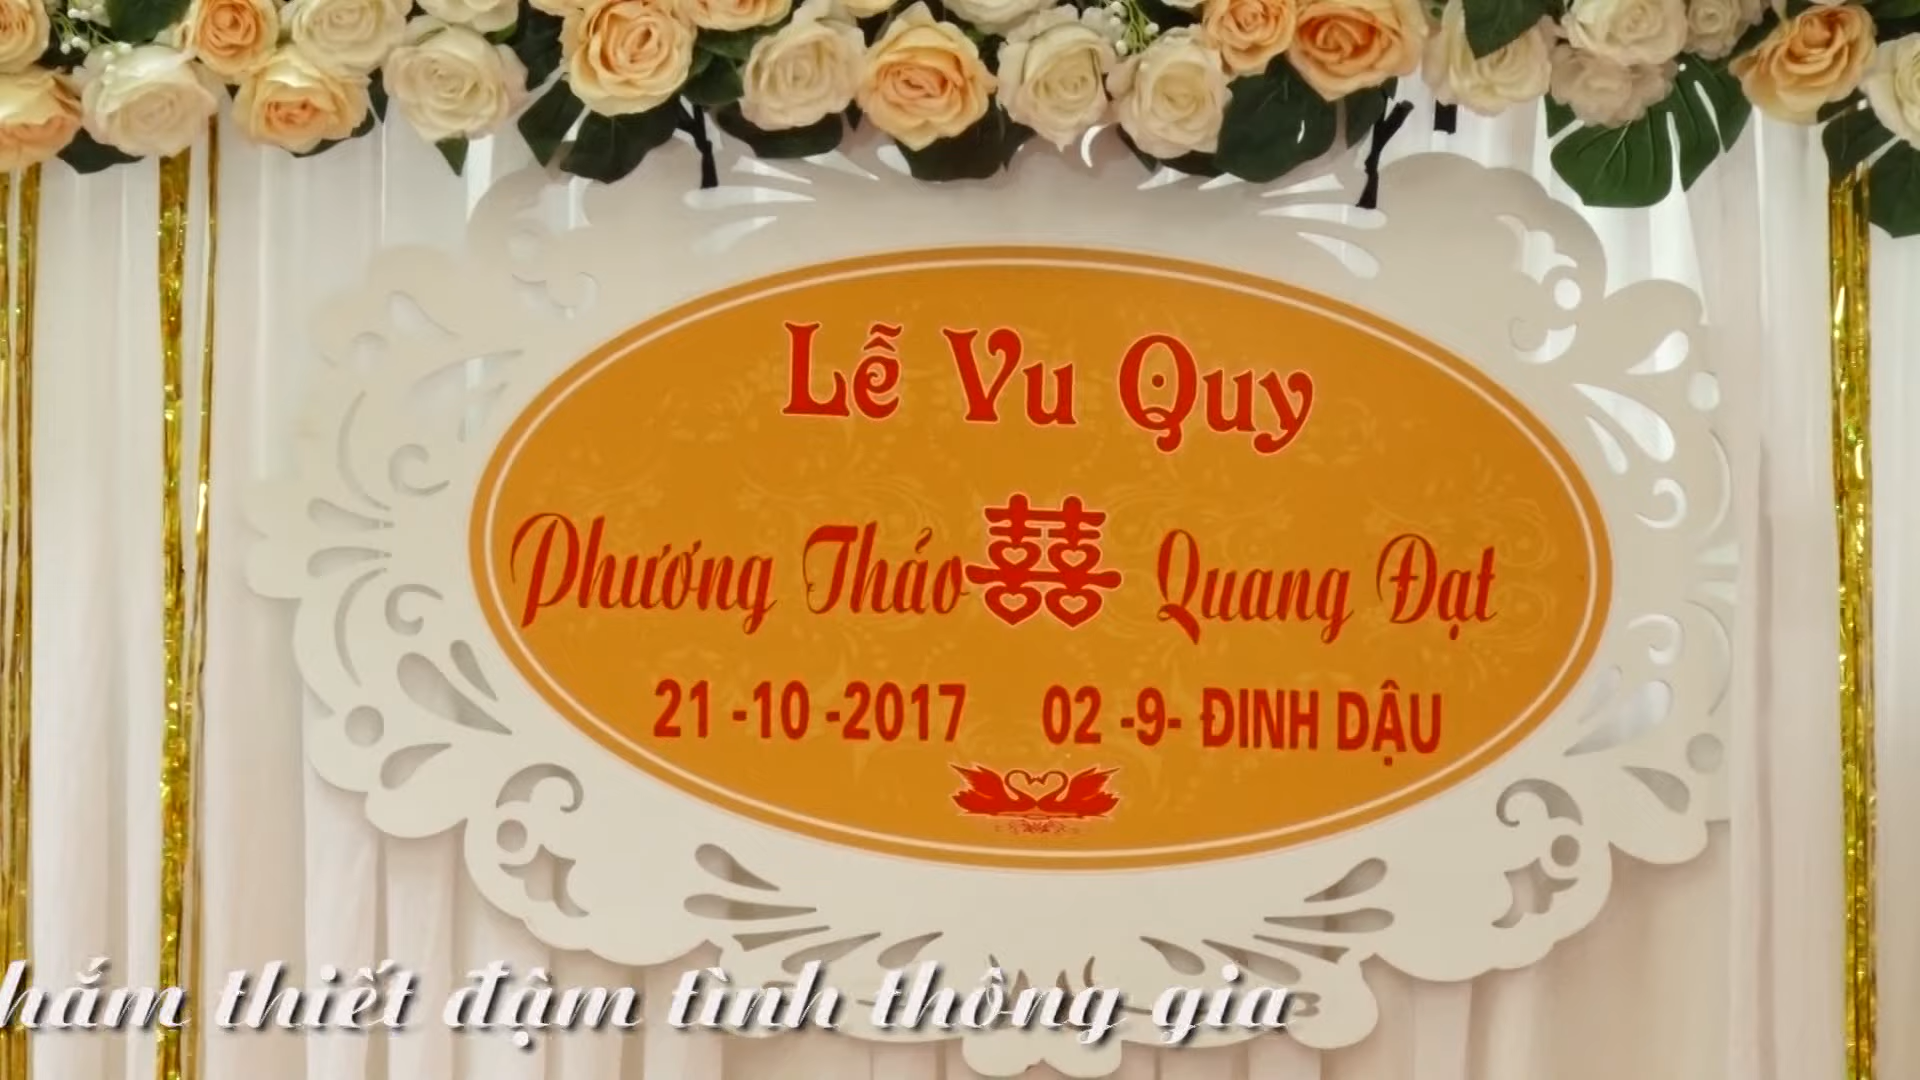 Lễ Vu Quy
Phương Thảo 囍 Quang Đạt
21 -10 -2017 02 -9- ĐINH DẬU
thiết đậm tình thông gia